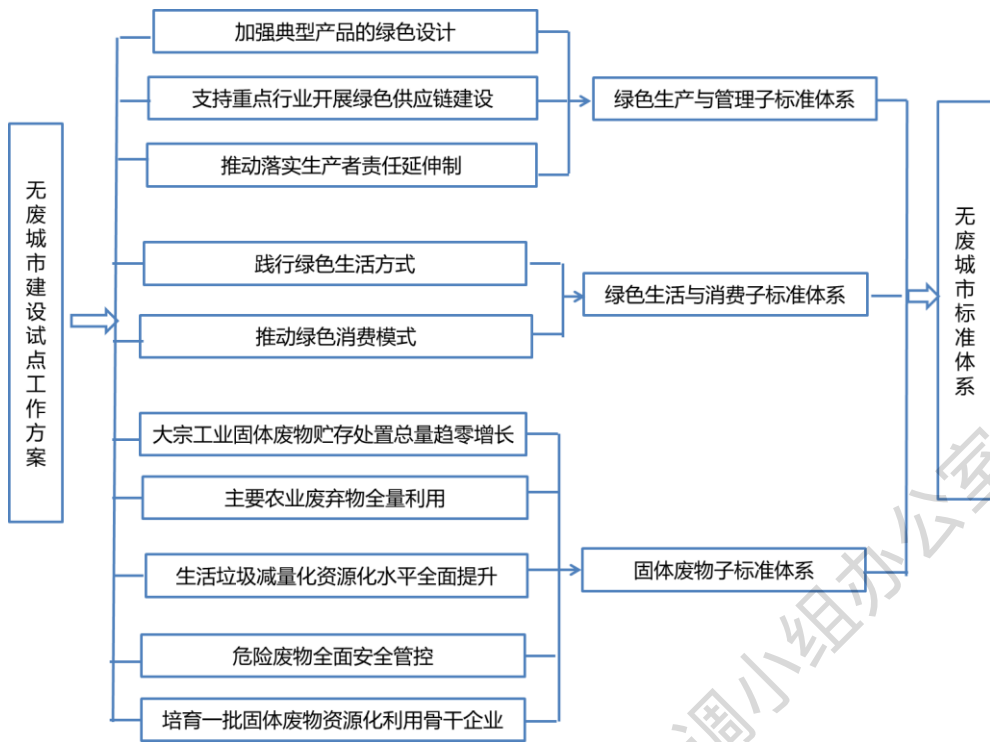 无废城市建设试点工作方案
加强典型产品的绿色设计
支持重点行业开展绿色供应链建设
推动落实生产者责任延伸制
践行绿色生活方式
推动绿色消费模式
大宗工业固体废物贮存处置总量趋零增长
主要农业废弃物全量利用
生活垃圾减量化资源化水平全面提升
危险废物全面安全管控
培育一批固体废物资源化利用骨干企业
绿色生产与管理子标准体系
绿色生活与消费子标准体系
固体废物子标准体系
无废城市标准体系
调小组办公室